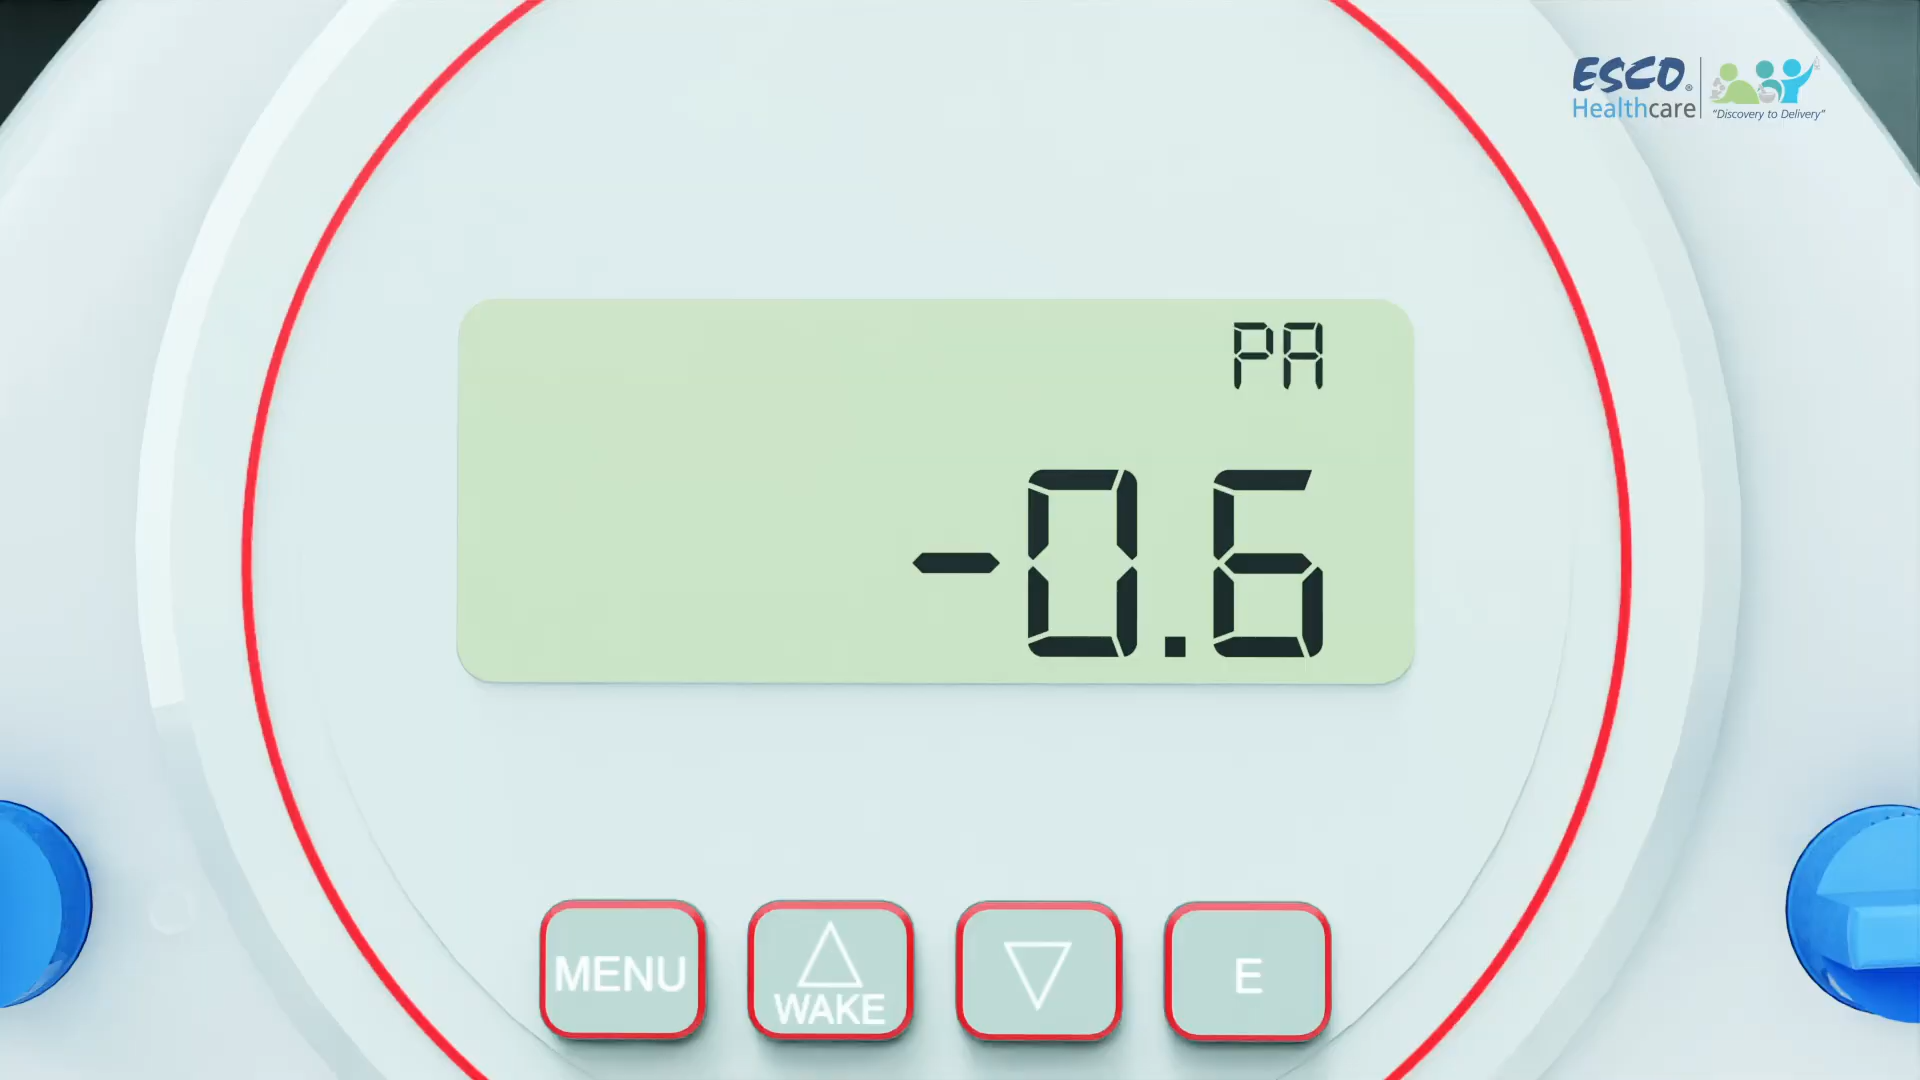 ESCO®
Healthcare
"Discovery to Delivery"
PA
-0.6
MENU
WAKE
E